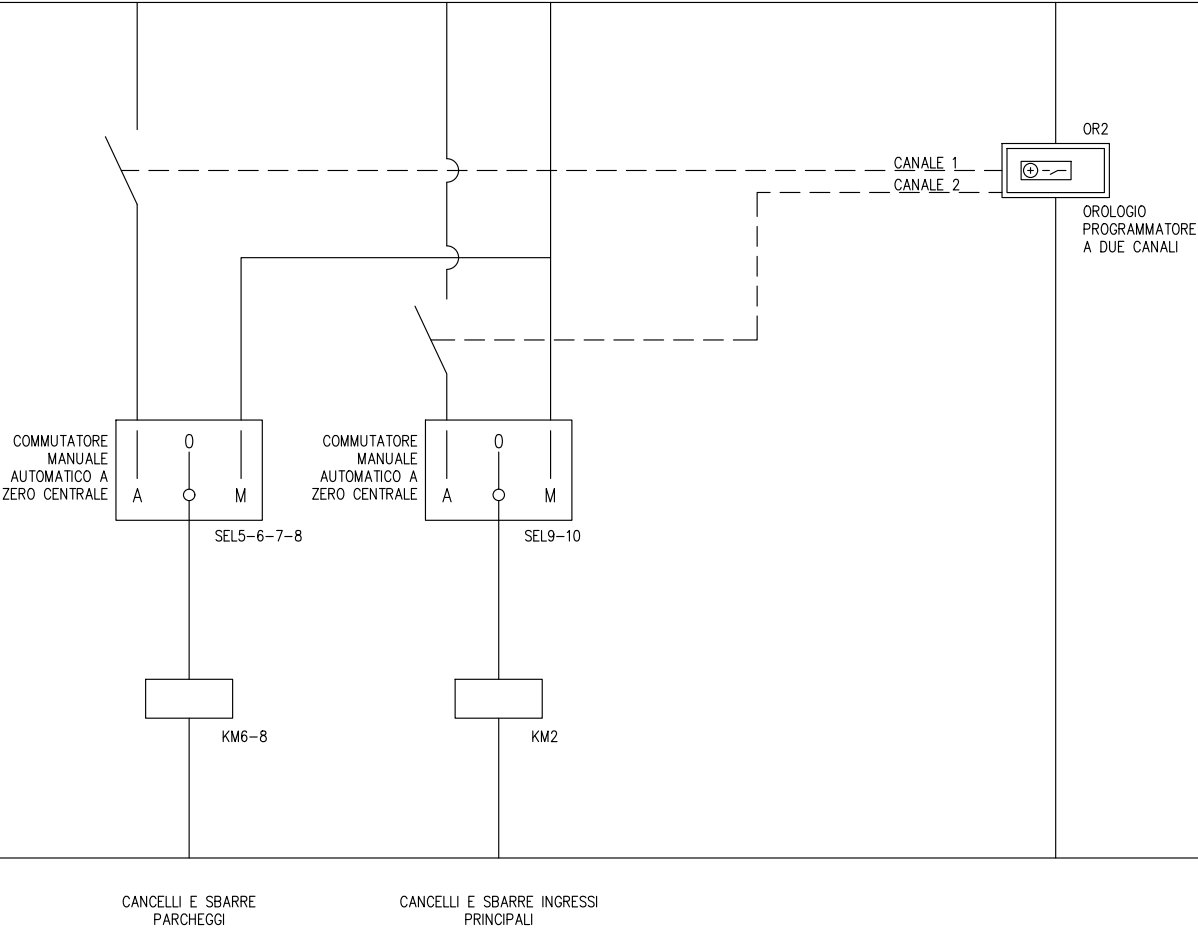 OR2
CANALE 1
CANALE 2
OROLOGIO
PROGRAMMATORE
A DUE CANALI
COMMUTATORE
MANUALE
AUTOMATICO A
ZERO CENTRALE
0
A
M
SEL5-6-7-8
COMMUTATORE
MANUALE
AUTOMATICO A
ZERO CENTRALE
0
A
M
SEL9-10
KM6-8
KM2
CANCELLI E SBARRE
PARCHEGGI
CANCELLI E SBARRE INGRESSI
PRINCIPALI